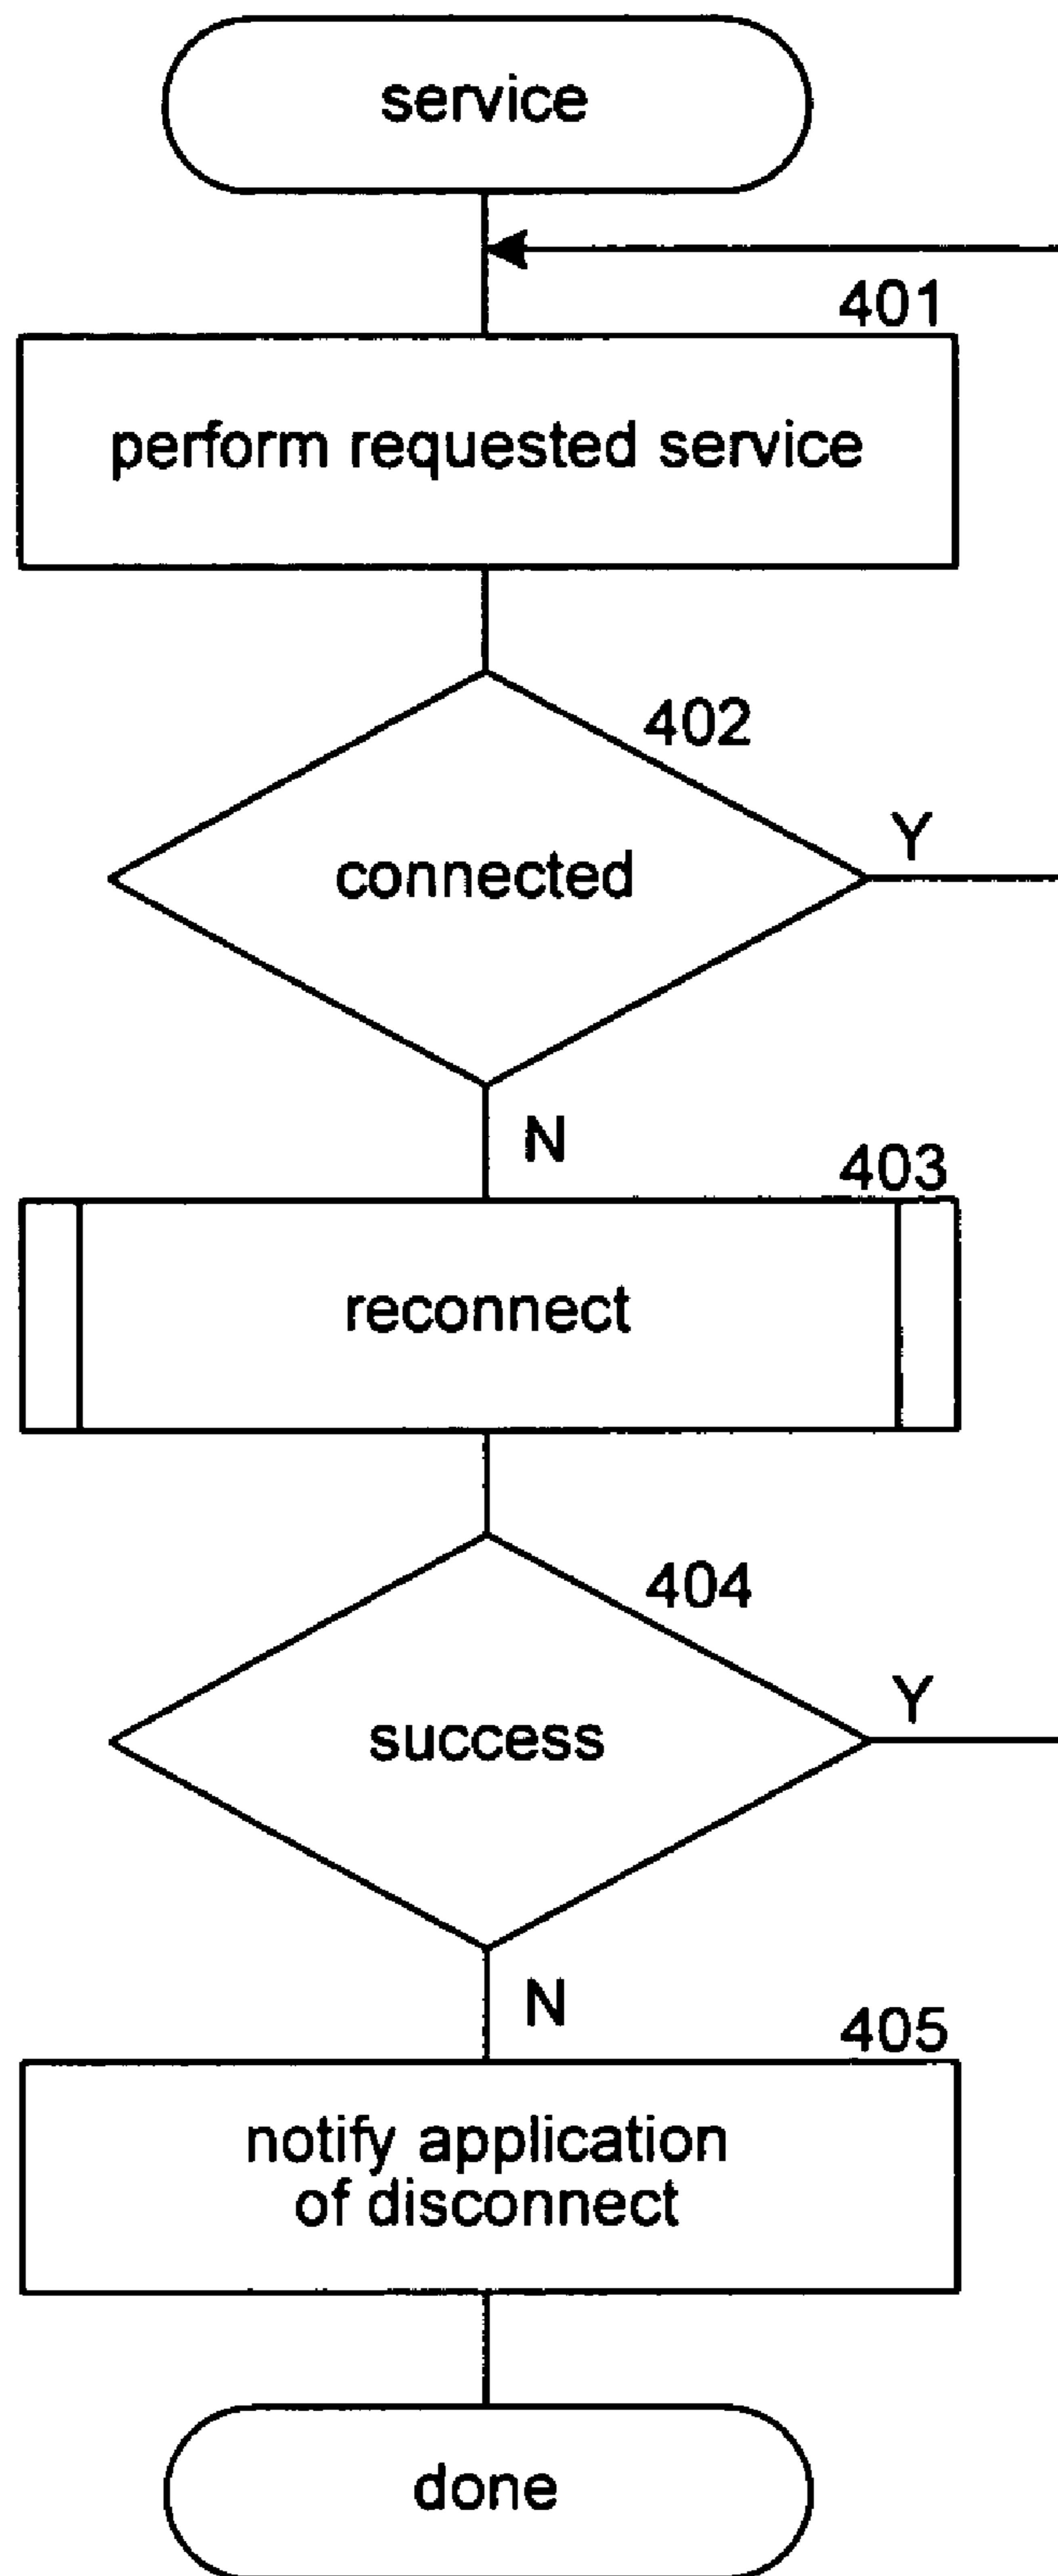 service
401
perform requested service
402
connected
Y
N
403
reconnect
404
success
Y
N
405
notify application
of disconnect
done